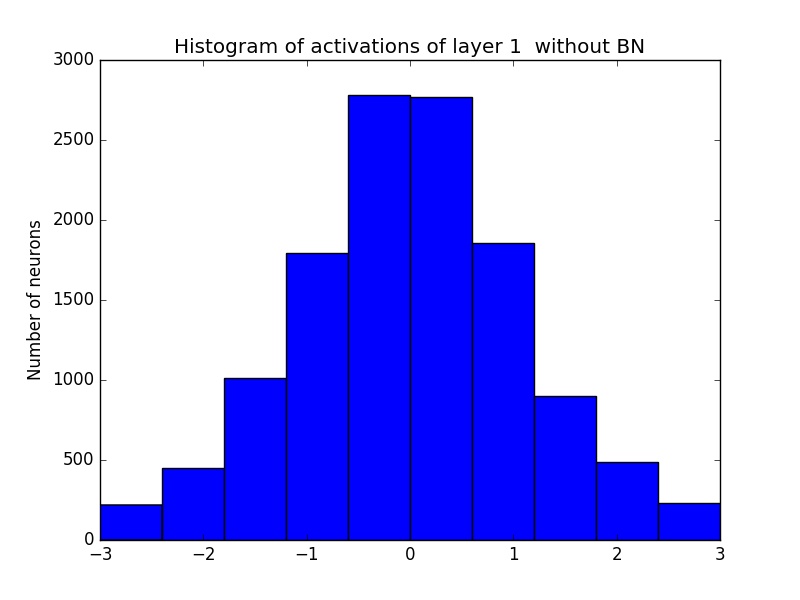 Histogram of activations of layer 1  without BN
3000
2500
2000
1500
1000
500
0
Number of neurons
−3 −2 −1 0 1 2 3